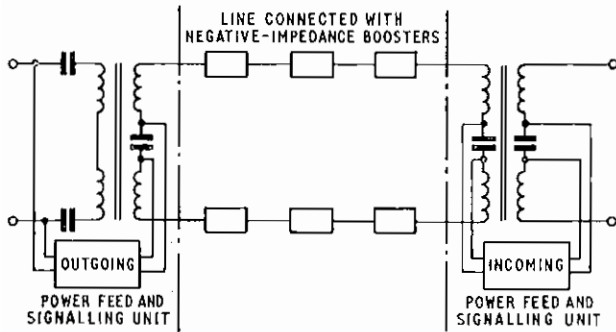 LINE CONNECTED WITH
NEGATIVE-IMPEDANCE BOOSTERS
OUTGOING
POWER FEED AND
SIGNALLING UNIT
INCOMING
POWER FEED AND
SIGNALLING UNIT